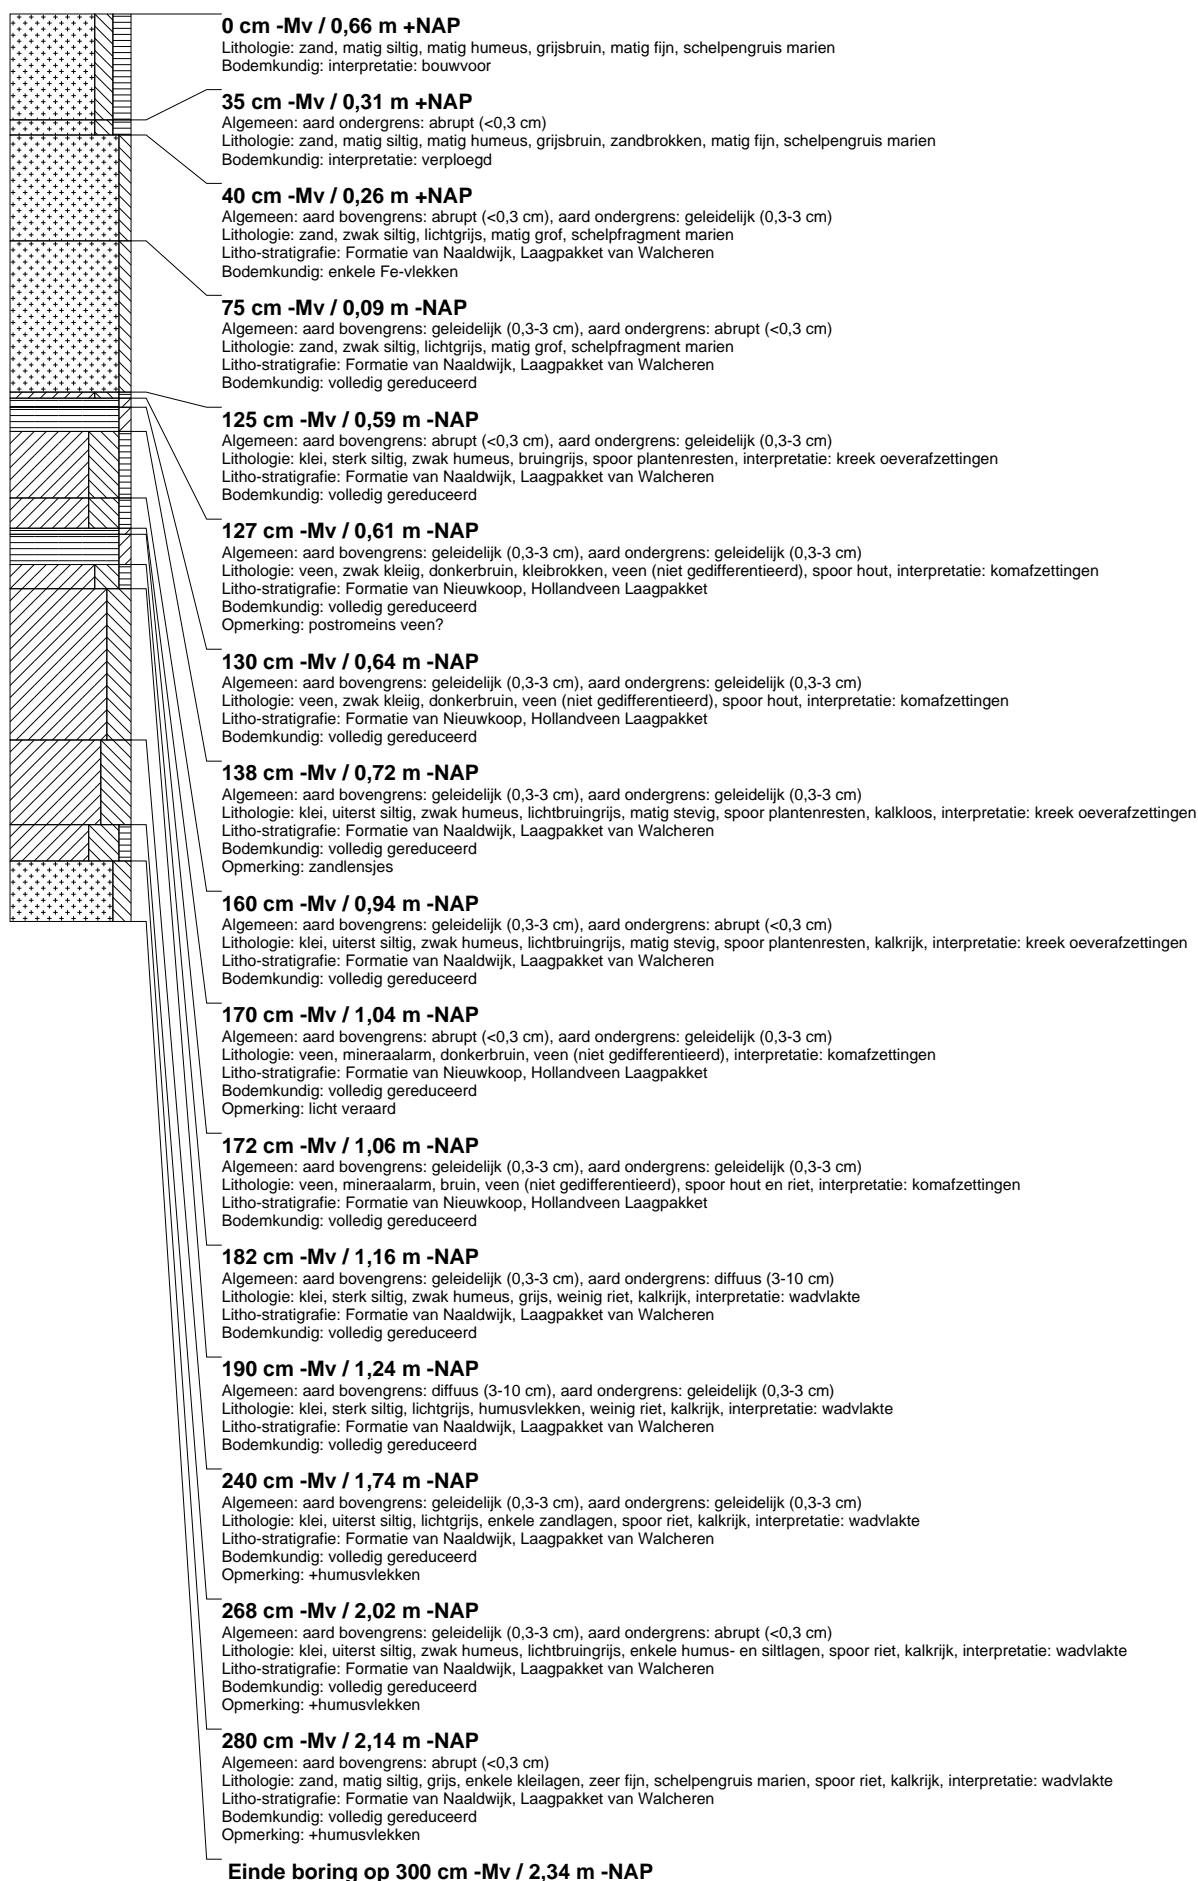 0 cm -Mv / 0,66 m +NAP
Lithologie: zand, matig siltig, matig humeus, grijsbruin, matig fijn, schelpengruis marien
Bodemkundig: interpretatie: bouwvoor
35 cm -Mv / 0,31 m +NAP
Algemeen: aard ondergrens: abrupt (<0,3 cm)
Lithologie: zand, matig siltig, matig humeus, grijsbruin, zandbrokken, matig fijn, schelpengruis marien
Bodemkundig: interpretatie: verploegd
40 cm -Mv / 0,26 m +NAP
Algemeen: aard bovengrens: abrupt (<0,3 cm), aard ondergrens: geleidelijk (0,3-3 cm)
Lithologie: zand, zwak siltig, lichtgrijs, matig grof, schelpfragment marien
Litho-stratigrafie: Formatie van Naaldwijk, Laagpakket van Walcheren
Bodemkundig: enkele Fe-vlekken
75 cm -Mv / 0,09 m -NAP
Algemeen: aard bovengrens: geleidelijk (0,3-3 cm), aard ondergrens: abrupt (<0,3 cm)
Lithologie: zand, zwak siltig, lichtgrijs, matig grof, schelpfragment marien
Litho-stratigrafie: Formatie van Naaldwijk, Laagpakket van Walcheren
Bodemkundig: volledig gereduceerd
125 cm -Mv / 0,59 m -NAP
Algemeen: aard bovengrens: abrupt (<0,3 cm), aard ondergrens: geleidelijk (0,3-3 cm)
Lithologie: klei, sterk siltig, zwak humeus, bruingrijs, spoor plantenresten, interpretatie: kreek oeverafzettingen
Litho-stratigrafie: Formatie van Naaldwijk, Laagpakket van Walcheren
Bodemkundig: volledig gereduceerd
127 cm -Mv / 0,61 m -NAP
Algemeen: aard bovengrens: geleidelijk (0,3-3 cm), aard ondergrens: geleidelijk (0,3-3 cm)
Lithologie: veen, zwak kleiig, donkerbruin, kleibrokken, veen (niet gedifferentieerd), spoor hout, interpretatie: komafzettingen
Litho-stratigrafie: Formatie van Nieuwkoop, Hollandveen Laagpakket
Bodemkundig: volledig gereduceerd
Opmerking: postromeins veen?
130 cm -Mv / 0,64 m -NAP
Algemeen: aard bovengrens: geleidelijk (0,3-3 cm), aard ondergrens: geleidelijk (0,3-3 cm)
Lithologie: veen, zwak kleiig, donkerbruin, veen (niet gedifferentieerd), spoor hout, interpretatie: komafzettingen
Litho-stratigrafie: Formatie van Nieuwkoop, Hollandveen Laagpakket
Bodemkundig: volledig gereduceerd
138 cm -Mv / 0,72 m -NAP
Algemeen: aard bovengrens: geleidelijk (0,3-3 cm), aard ondergrens: geleidelijk (0,3-3 cm)
Lithologie: klei, uiterst siltig, zwak humeus, lichtbruingrijs, matig stevig, spoor plantenresten, kalkloos, interpretatie: kreek oeverafzettingen
Litho-stratigrafie: Formatie van Naaldwijk, Laagpakket van Walcheren
Bodemkundig: volledig gereduceerd
Opmerking: zandlensjes
160 cm -Mv / 0,94 m -NAP
Algemeen: aard bovengrens: geleidelijk (0,3-3 cm), aard ondergrens: abrupt (<0,3 cm)
Lithologie: klei, uiterst siltig, zwak humeus, lichtbruingrijs, matig stevig, spoor plantenresten, kalkrijk, interpretatie: kreek oeverafzettingen
Litho-stratigrafie: Formatie van Naaldwijk, Laagpakket van Walcheren
Bodemkundig: volledig gereduceerd
170 cm -Mv / 1,04 m -NAP
Algemeen: aard bovengrens: abrupt (<0,3 cm), aard ondergrens: geleidelijk (0,3-3 cm)
Lithologie: veen, mineraalarm, donkerbruin, veen (niet gedifferentieerd), interpretatie: komafzettingen
Litho-stratigrafie: Formatie van Nieuwkoop, Hollandveen Laagpakket
Bodemkundig: volledig gereduceerd
Opmerking: licht veraard
172 cm -Mv / 1,06 m -NAP
Algemeen: aard bovengrens: geleidelijk (0,3-3 cm), aard ondergrens: geleidelijk (0,3-3 cm)
Lithologie: veen, mineraalarm, bruin, veen (niet gedifferentieerd), spoor hout en riet, interpretatie: komafzettingen
Litho-stratigrafie: Formatie van Nieuwkoop, Hollandveen Laagpakket
Bodemkundig: volledig gereduceerd
182 cm -Mv / 1,16 m -NAP
Algemeen: aard bovengrens: geleidelijk (0,3-3 cm), aard ondergrens: diffuus (3-10 cm)
Lithologie: klei, sterk siltig, zwak humeus, grijs, weinig riet, kalkrijk, interpretatie: wadvlakte
Litho-stratigrafie: Formatie van Naaldwijk, Laagpakket van Walcheren
Bodemkundig: volledig gereduceerd
190 cm -Mv / 1,24 m -NAP
Algemeen: aard bovengrens: diffuus (3-10 cm), aard ondergrens: geleidelijk (0,3-3 cm)
Lithologie: klei, sterk siltig, lichtgrijs, humusvlekken, weinig riet, kalkrijk, interpretatie: wadvlakte
Litho-stratigrafie: Formatie van Naaldwijk, Laagpakket van Walcheren
Bodemkundig: volledig gereduceerd
240 cm -Mv / 1,74 m -NAP
Algemeen: aard bovengrens: geleidelijk (0,3-3 cm), aard ondergrens: geleidelijk (0,3-3 cm)
Lithologie: klei, uiterst siltig, lichtgrijs, enkele zandlagen, spoor riet, kalkrijk, interpretatie: wadvlakte
Litho-stratigrafie: Formatie van Naaldwijk, Laagpakket van Walcheren
Bodemkundig: volledig gereduceerd
Opmerking: +humusvlekken
268 cm -Mv / 2,02 m -NAP
Algemeen: aard bovengrens: geleidelijk (0,3-3 cm), aard ondergrens: abrupt (<0,3 cm)
Lithologie: klei, uiterst siltig, zwak humeus, lichtbruingrijs, enkele humus- en siltlagen, spoor riet, kalkrijk, interpretatie: wadvlakte
Litho-stratigrafie: Formatie van Naaldwijk, Laagpakket van Walcheren
Bodemkundig: volledig gereduceerd
Opmerking: +humusvlekken
280 cm -Mv / 2,14 m -NAP
Algemeen: aard bovengrens: abrupt (<0,3 cm)
Lithologie: zand, matig siltig, grijs, enkele kleilagen, zeer fijn, schelpengruis marien, spoor riet, kalkrijk, interpretatie: wadvlakte
Litho-stratigrafie: Formatie van Naaldwijk, Laagpakket van Walcheren
Bodemkundig: volledig gereduceerd
Opmerking: +humusvlekken
Einde boring op 300 cm -Mv / 2,34 m -NAP